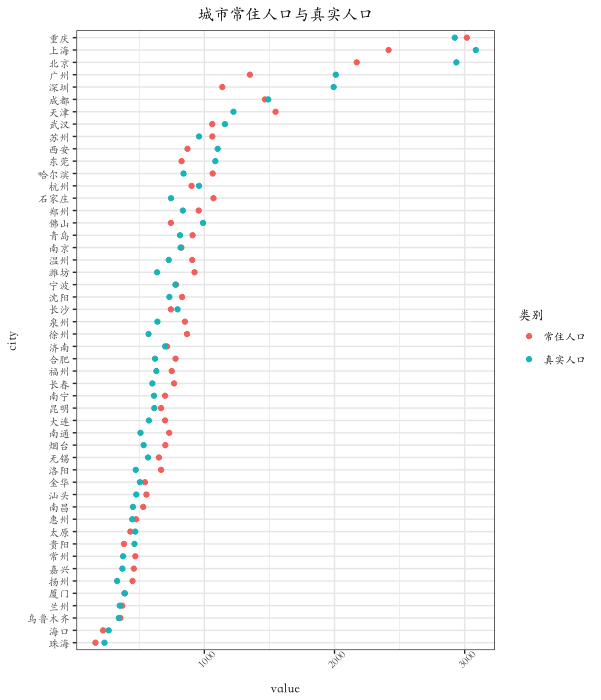 城市常住人口与真实人口
重庆
上海
北京
广州
深圳
成都
天津
武汉
苏州
西安
东莞
哈尔滨
杭州
石家庄
郑州
佛山
青岛
南京
温州
潍坊
宁波
沈阳
长沙
泉州
徐州
济南
合肥
福州
长春
南宁
昆明
大连
南通
烟台
无锡
洛阳
金华
汕头
南昌
惠州
太原
贵阳
常州
嘉兴
扬州
厦门
兰州
乌鲁木齐
海口
珠海
city
1000
2000
3000
value
类别
常住人口
真实人口